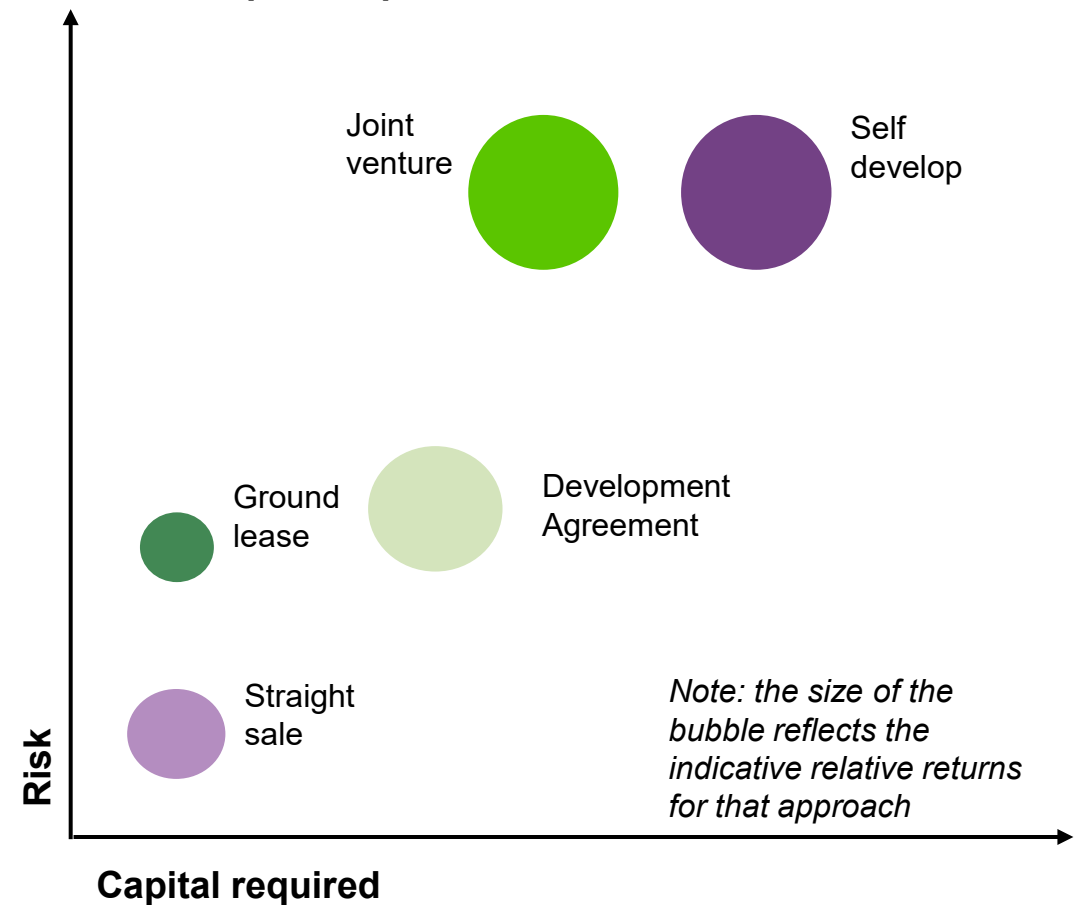 Joint
venture
Self
develop
Ground
lease
Development
Agreement
Straight
sale
Note: the size of the
bubble reflects the
indicative relative returns
for that approach
Risk
Capital required